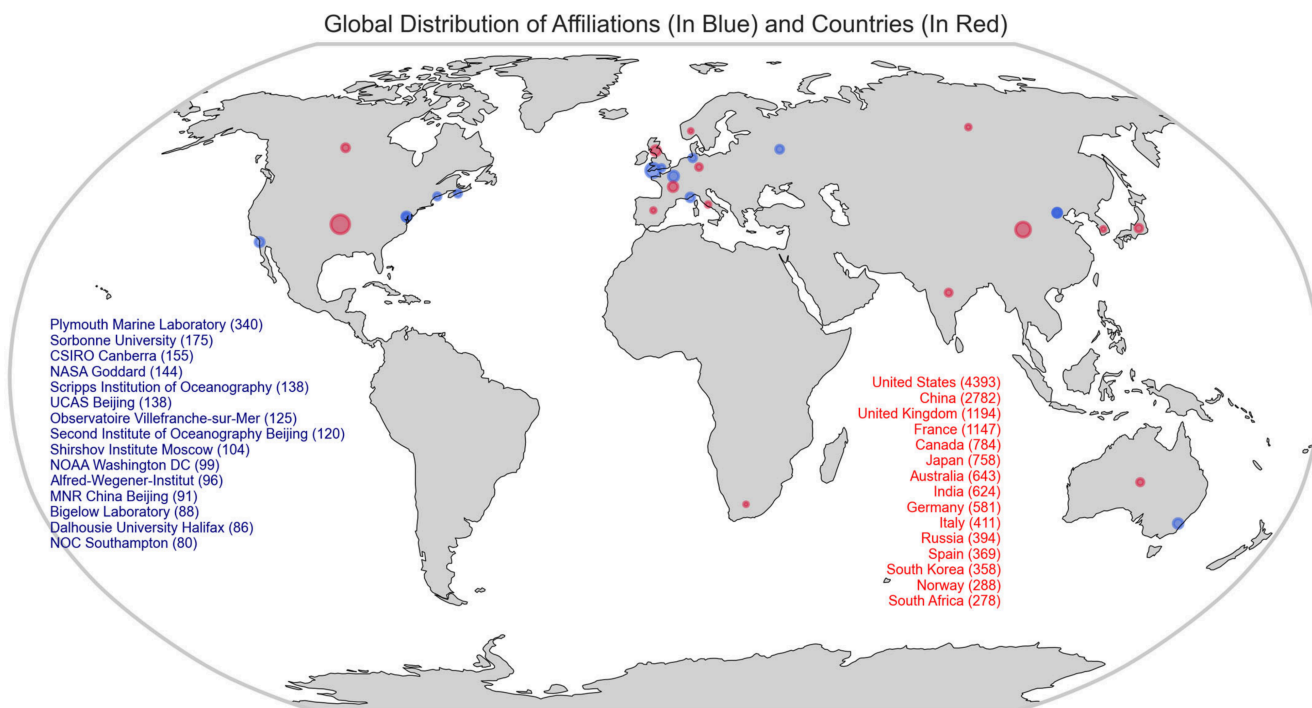 Global Distribution of Affiliations (In Blue) and Countries (In Red)
Plymouth Marine Laboratory (340)
Sorbonne University (175)
CSIRO Canberra (155)
NASA Goddard (144)
Scripps Institution of Oceanography (138)
UCAS Beijing (138)
Observatoire Villefranche-sur-Mer (125)
Second Institute of Oceanography Beijing (120)
Shirshov Institute Moscow (104)
NOAA Washington DC (99)
Alfred-Wegener-Institut (96)
MNR China Beijing (91)
Bigelow Laboratory (88)
Dalhousie University Halifax (86)
NOC Southampton (80)
United States (4393)
China (2782)
United Kingdom (1194)
France (1147)
Canada (784)
Japan (758)
Australia (643)
India (624)
Germany (581)
Italy (411)
Russia (394)
Spain (369)
South Korea (358)
Norway (288)
South Africa (278)